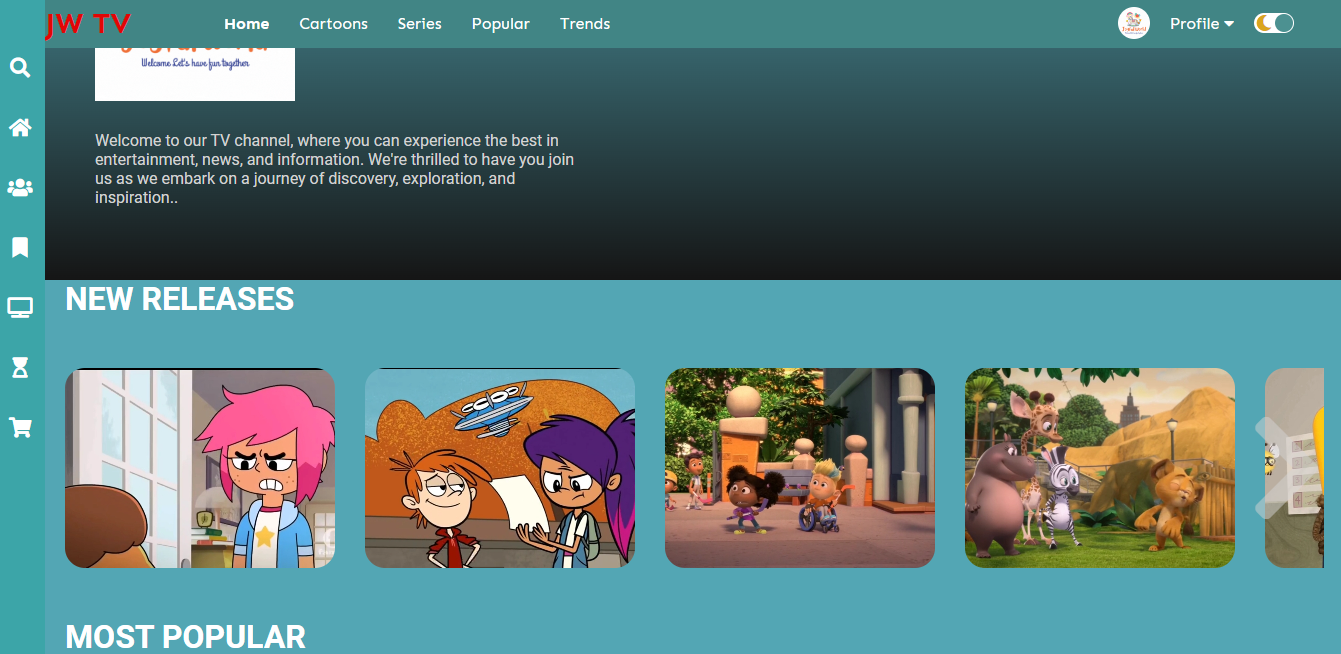 JW TV
Home Cartoons Series Popular Trends
Profile
Welcome Let's have fun together
Welcome to our TV channel, where you can experience the best in
entertainment, news, and information. We're thrilled to have you join
us as we embark on a journey of discovery, exploration, and
inspiration..
NEW RELEASES
MOST POPULAR